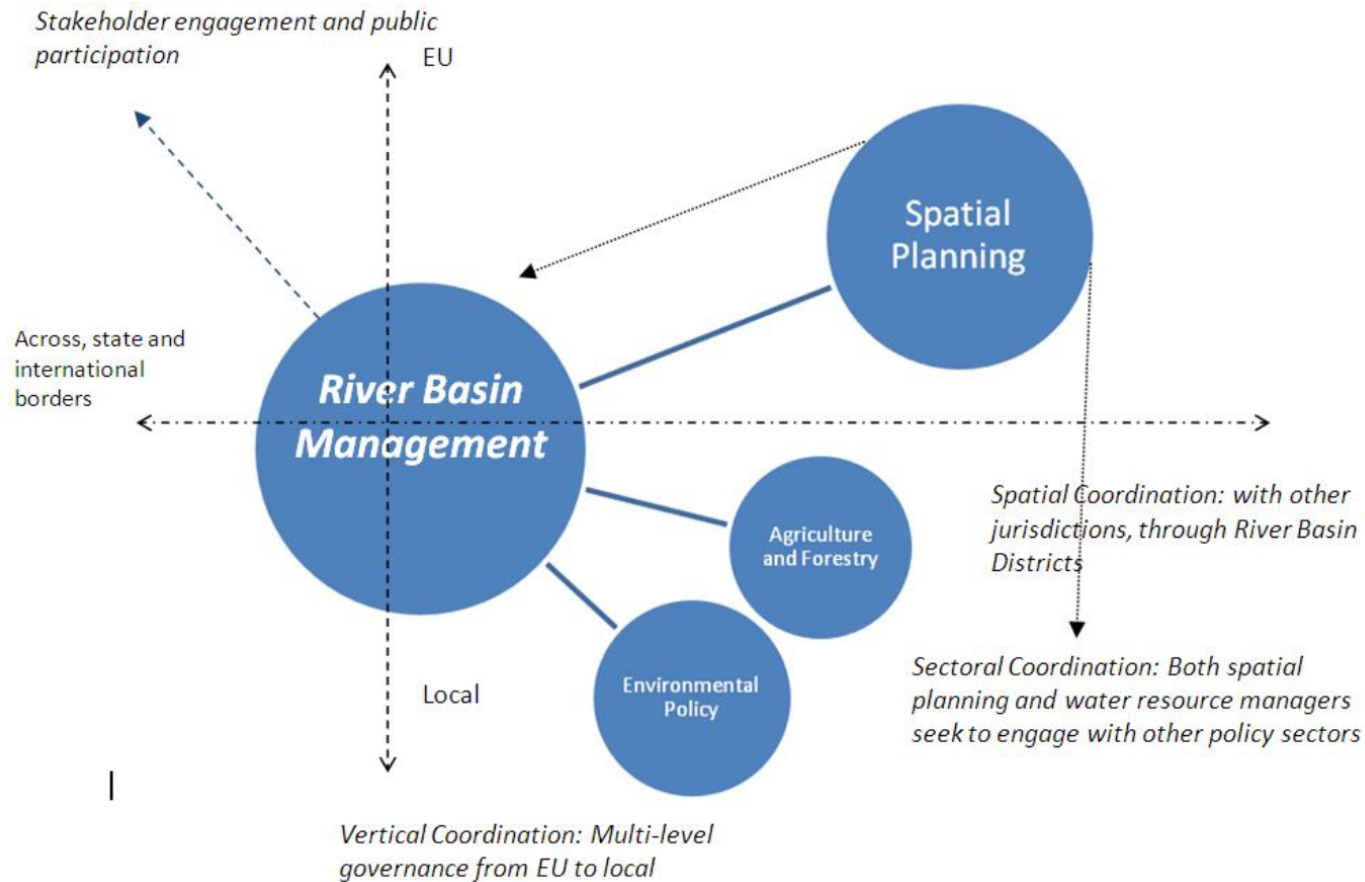 Stakeholder engagement and public
participation
EU
Spatial
Planning
Across, state and
international
borders
River Basin
Management
Spatial Coordination: with other
jurisdictions, through River Basin
Districts
Agriculture
and Forestry
Sectoral Coordination: Both spatial
planning and water resource managers
seek to engage with other policy sectors
Environmental
Policy
Local
Vertical Coordination: Multi-level
governance from EU to local